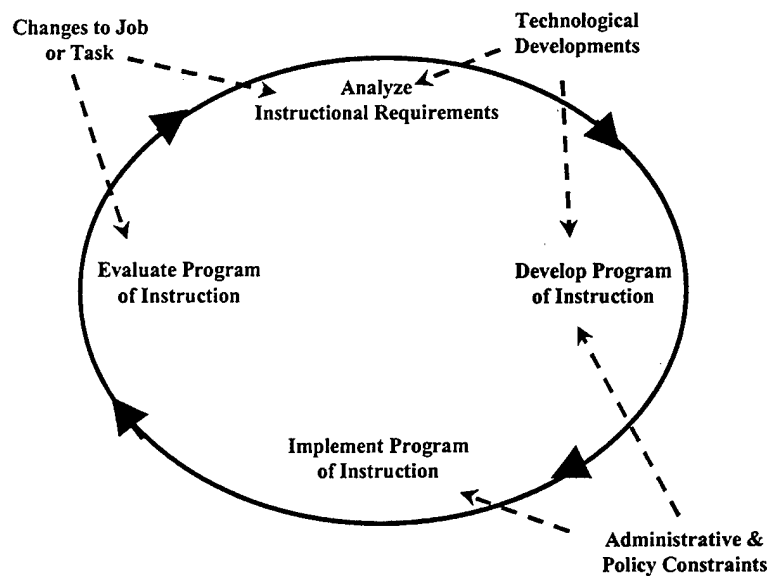 Changes to Job
or Task
Technological
Developments
Analyze
Instructional Requirements
Evaluate Program
of Instruction
Develop Program
of Instruction
Implement Program
of Instruction
Administrative &
Policy Constraints